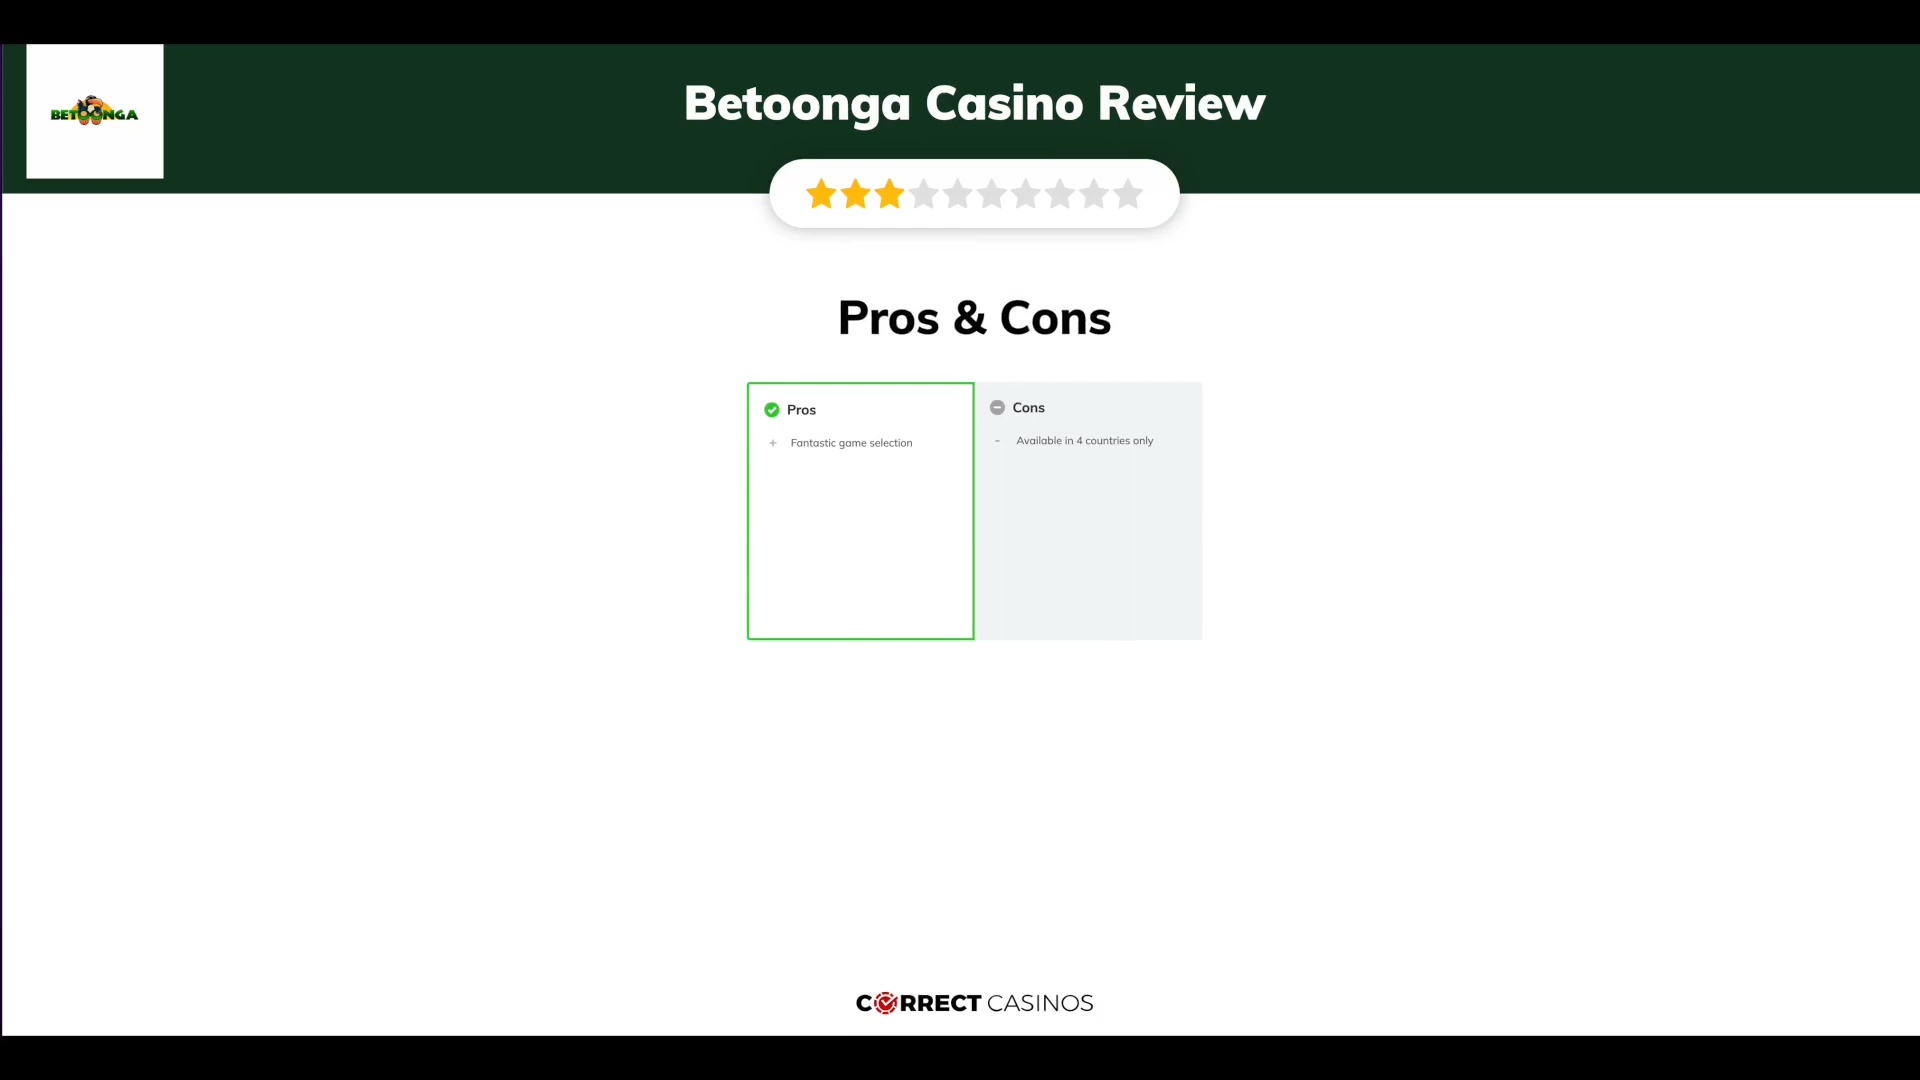 BETOONGA
Betoonga Casino Review
Pros & Cons
Pros
+ Fantastic game selection
Cons
- Available in 4 countries only
CORRECT CASINOS